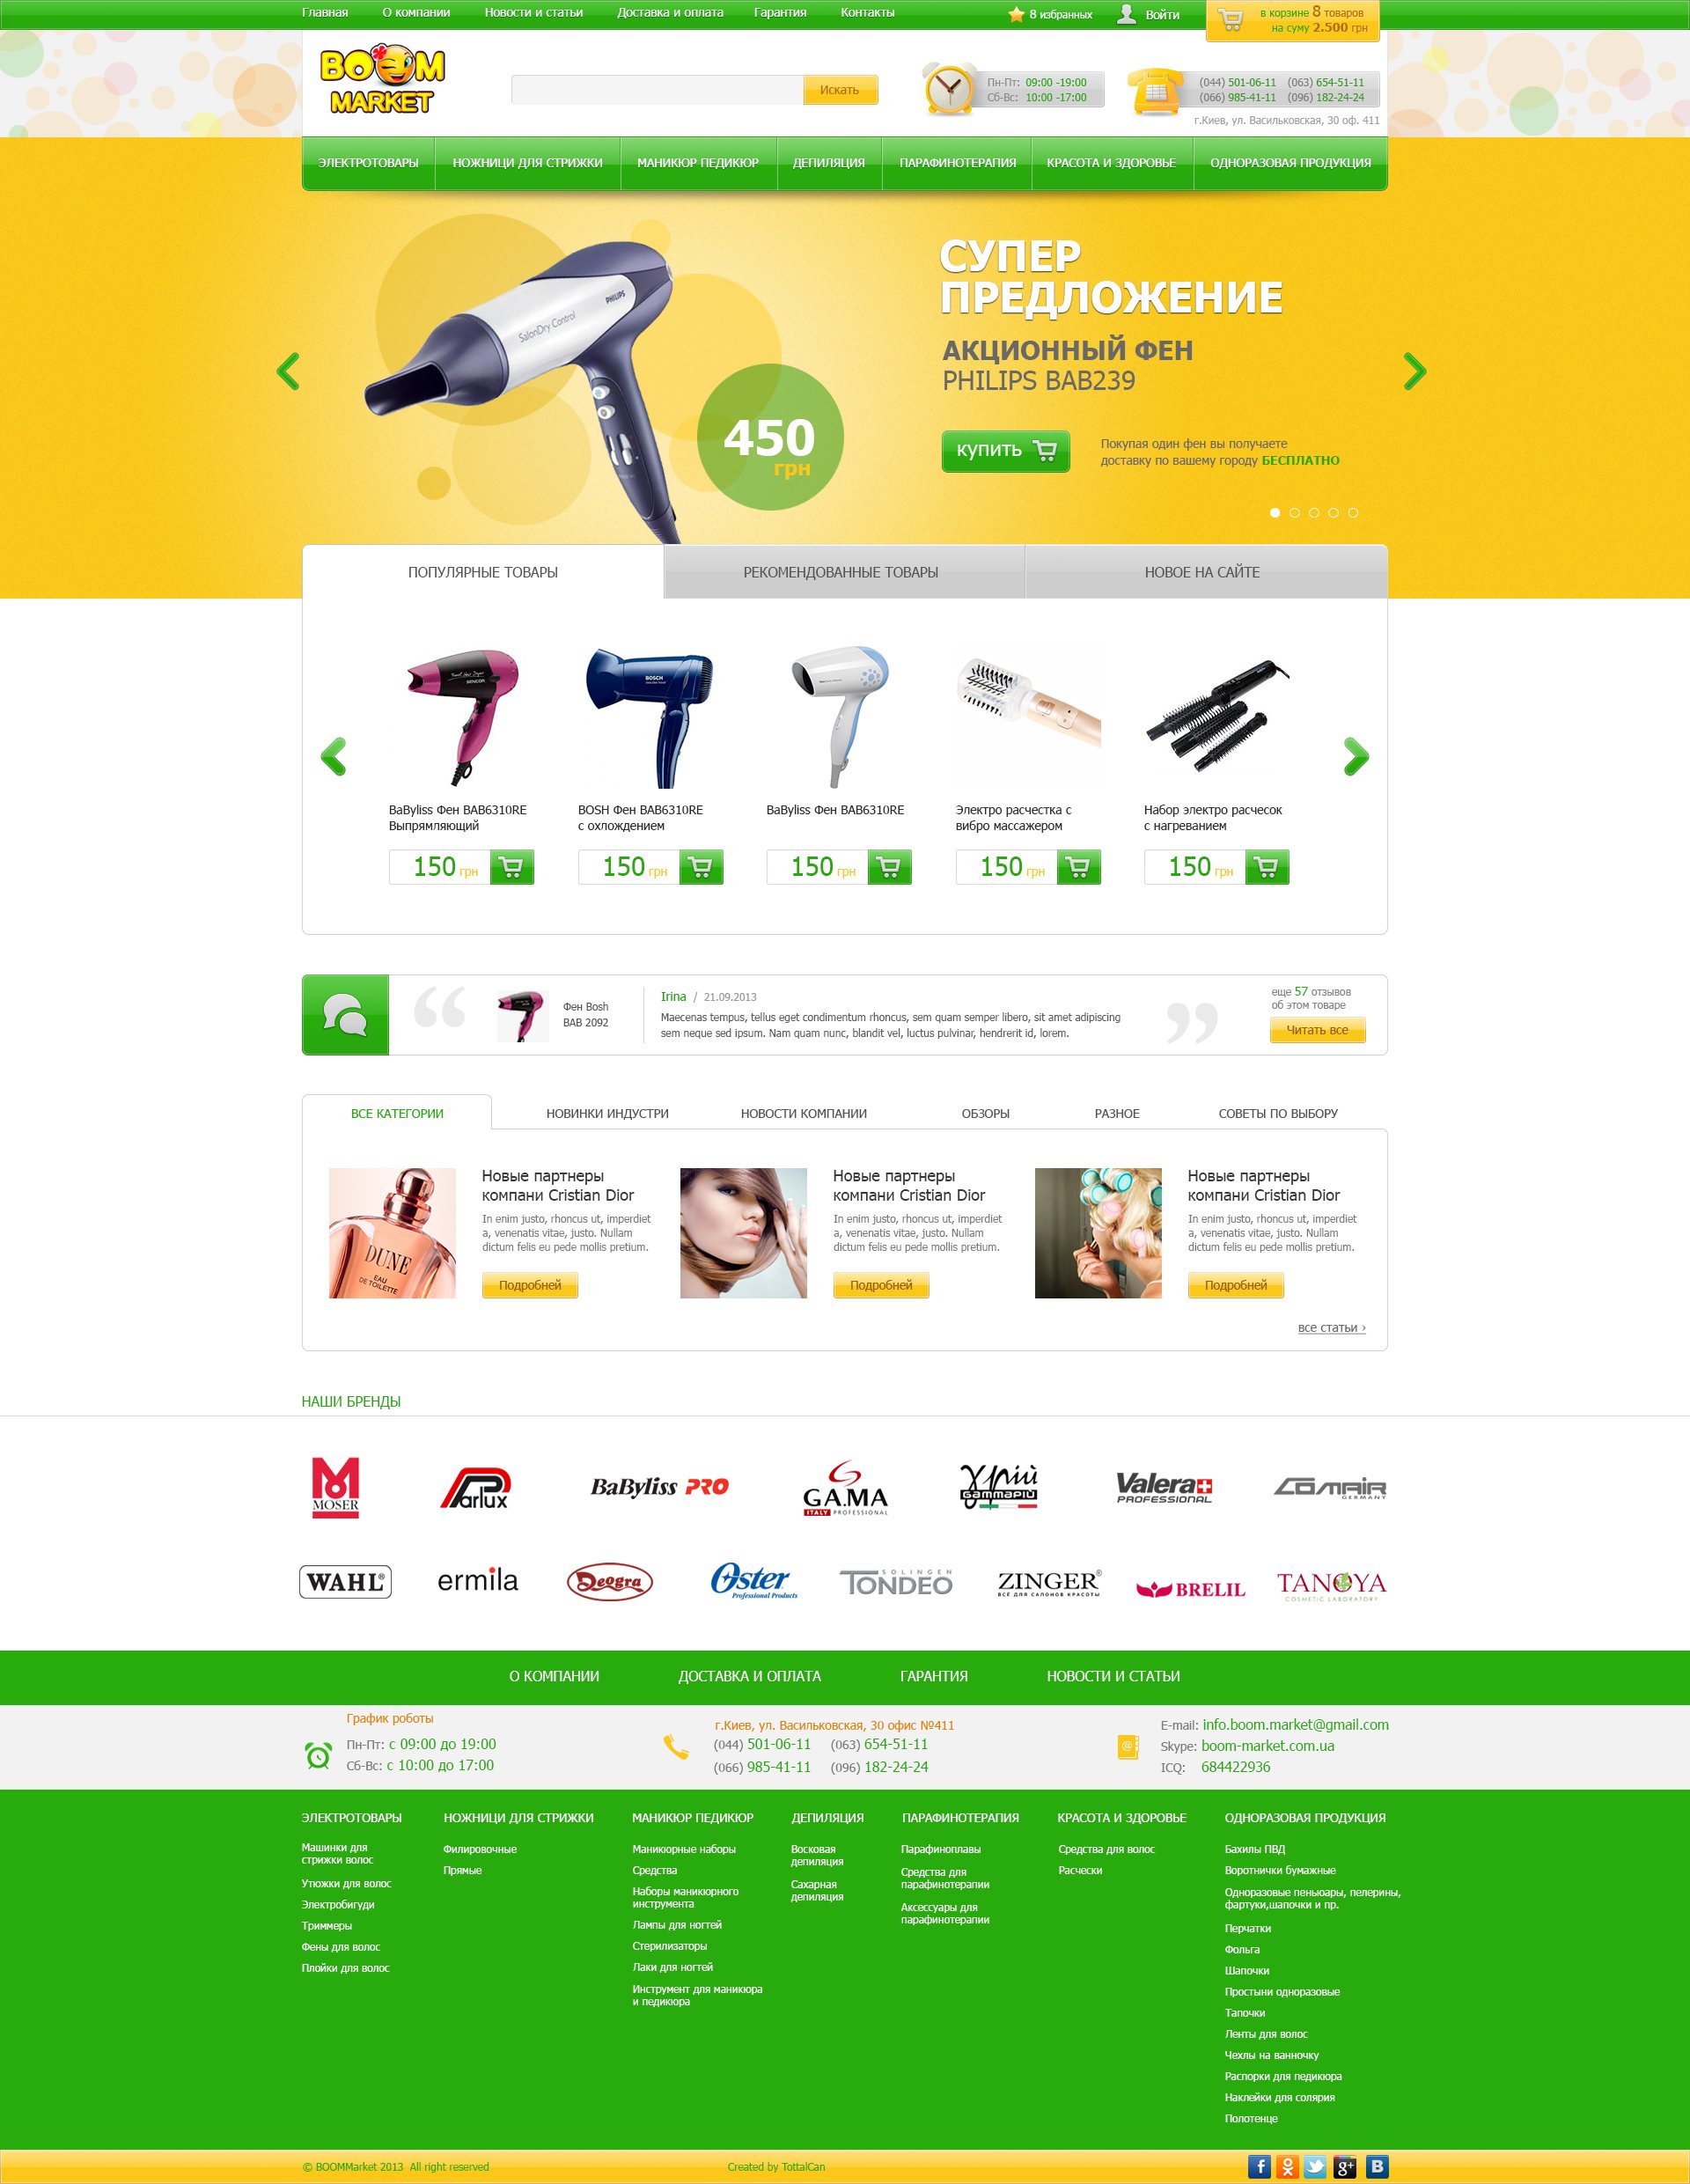 Главная О компании Новости и статьи Доставка и оплата Гарантия Контакты 8 избранных Войти
в корзине 8 товаров
на суму 2.500 грн
BOOM
MARKET
Искать
Пн-Пт: 09:00 -19:00
Сб-Вс: 10:00 -17:00
(044) 501-06-11 (063) 654-51-11
(066) 985-41-11 (096) 182-24-24
г.Киев, ул. Васильковская, 30 оф. 411
ЭЛЕКТРОТОВАРЫ НОЖНИЦИ ДЛЯ СТРИЖКИ МАНИКЮР ПЕДИКЮР ДЕПИЛЯЦИЯ ПАРАФИНОТЕРАПИЯ КРАСОТА И ЗДОРОВЬЕ ОДНОРАЗОВАЯ ПРОДУКЦИЯ
PHILIPS
SalonDry Control
450
грн
СУПЕР
ПРЕДЛОЖЕНИЕ
АКЦИОННЫЙ ФЕН
PHILIPS BAB239
купить
Покупая один фен вы получаете
доставку по вашему городу БЕСПЛАТНО
ПОПУЛЯРНЫЕ ТОВАРЫ РЕКОМЕНДОВАННЫЕ ТОВАРЫ НОВОЕ НА САЙТЕ
SENCOR
BOSCH
BaByliss Фен BAB6310RE
Выпрямляющий
150 грн
BOSH Фен BAB6310RE
с охлождением
150 грн
BaByliss Фен BAB6310RE
150 грн
Электро расчестка с
вибро массажером
150 грн
Набор электро расчесок
с нагреванием
150 грн
Фен Bosh
BAB 2092
Irina / 21.09.2013
Maecenas tempus, tellus eget condimentum rhoncus, sem quam semper libero, sit amet adipiscing
sem neque sed ipsum. Nam quam nunc, blandit vel, luctus pulvinar, hendrerit id, lorem.
еще 57 отзывов
об этом товаре
Читать все
ВСЕ КАТЕГОРИИ НОВИНКИ ИНДУСТРИ НОВОСТИ КОМПАНИИ ОБЗОРЫ РАЗНОЕ СОВЕТЫ ПО ВЫБОРУ
DUNE
EAU
DE TOILETTE
Новые партнеры
компани Cristian Dior
In enim justo, rhoncus ut, imperdiet
a, venenatis vitae, justo. Nullam
dictum felis eu pede mollis pretium.
Подробней
Новые партнеры
компани Cristian Dior
In enim justo, rhoncus ut, imperdiet
a, venenatis vitae, justo. Nullam
dictum felis eu pede mollis pretium.
Подробней
Новые партнеры
компани Cristian Dior
In enim justo, rhoncus ut, imperdiet
a, venenatis vitae, justo. Nullam
dictum felis eu pede mollis pretium.
Подробней
все статьи ›
НАШИ БРЕНДЫ
MOSER
Parlux
BaByliss PRO
GA.MA
ITALY PROFESSIONAL
γμιώ
GAMMAPIÙ
Valera
PROFESSIONAL
COMAIR
GERMANY
WAHL®
ermila
Deogra
Oster
Professional Products
SOLINGEN
TONDEO
ZINGER®
ВСЕ ДЛЯ САЛОНОВ КРАСОТЫ
BRELIL
TANOYA
COSMETIC LABORATORY
О КОМПАНИИ ДОСТАВКА И ОПЛАТА ГАРАНТИЯ НОВОСТИ И СТАТЬИ
График роботы
Пн-Пт: с 09:00 до 19:00
Сб-Вс: с 10:00 до 17:00
г.Киев, ул. Васильковская, 30 офис №411
(044) 501-06-11 (063) 654-51-11
(066) 985-41-11 (096) 182-24-24
E-mail: info.boom.market@gmail.com
Skype: boom-market.com.ua
ICQ: 684422936
ЭЛЕКТРОТОВАРЫ
Машинки для
стрижки волос
Утюжки для волос
Электробигуди
Триммеры
Фены для волос
Плойки для волос
НОЖНИЦИ ДЛЯ СТРИЖКИ
Филировочные
Прямые
МАНИКЮР ПЕДИКЮР
Маникюрные наборы
Средства
Наборы маникюрного
инструмента
Лампы для ногтей
Стерилизаторы
Лаки для ногтей
Инструмент для маникюра
и педикюра
ДЕПИЛЯЦИЯ
Восковая
депиляция
Сахарная
депиляция
ПАРАФИНОТЕРАПИЯ
Парафиноплавы
Средства для
парафинотерапии
Аксессуары для
парафинотерапии
КРАСОТА И ЗДОРОВЬЕ
Средства для волос
Расчески
ОДНОРАЗОВАЯ ПРОДУКЦИЯ
Бахилы ПВД
Воротнички бумажные
Одноразовые пеньюары, пелерины,
фартуки,шапочки и пр.
Перчатки
Фольга
Шапочки
Простыни одноразовые
Тапочки
Ленты для волос
Чехлы на ванночку
Распорки для педикюра
Наклейки для солярия
Полотенце
© BOOMMarket 2013 All right reserved Created by TottalCan